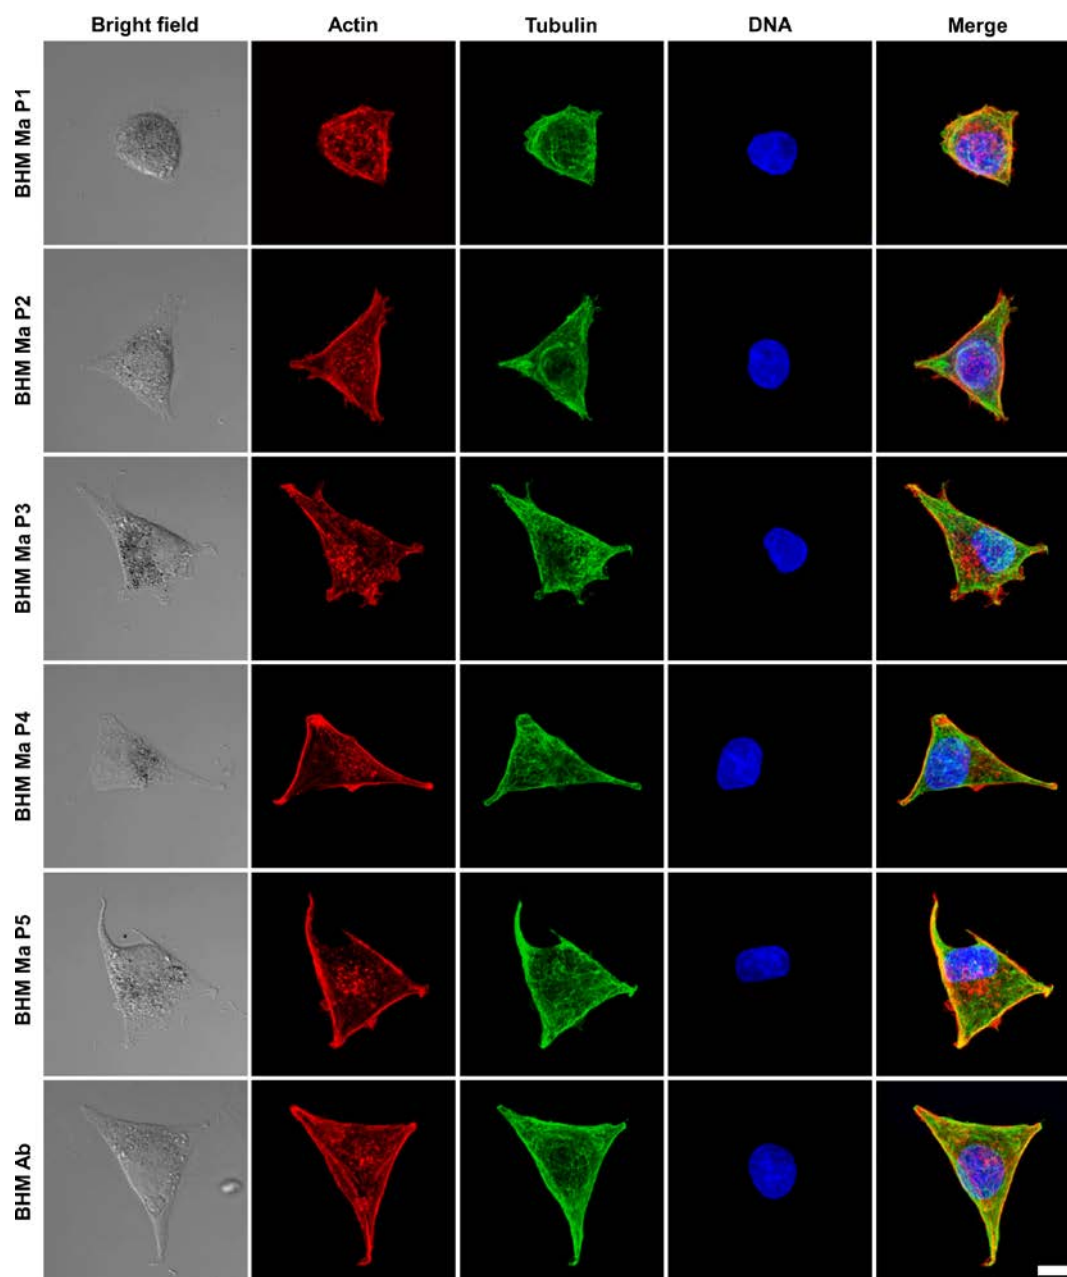 Bright field Actin Tubulin DNA Merge
BHM Ma P1
BHM Ma P2
BHM Ma P3
BHM Ma P4
BHM Ma P5
BHM Ab